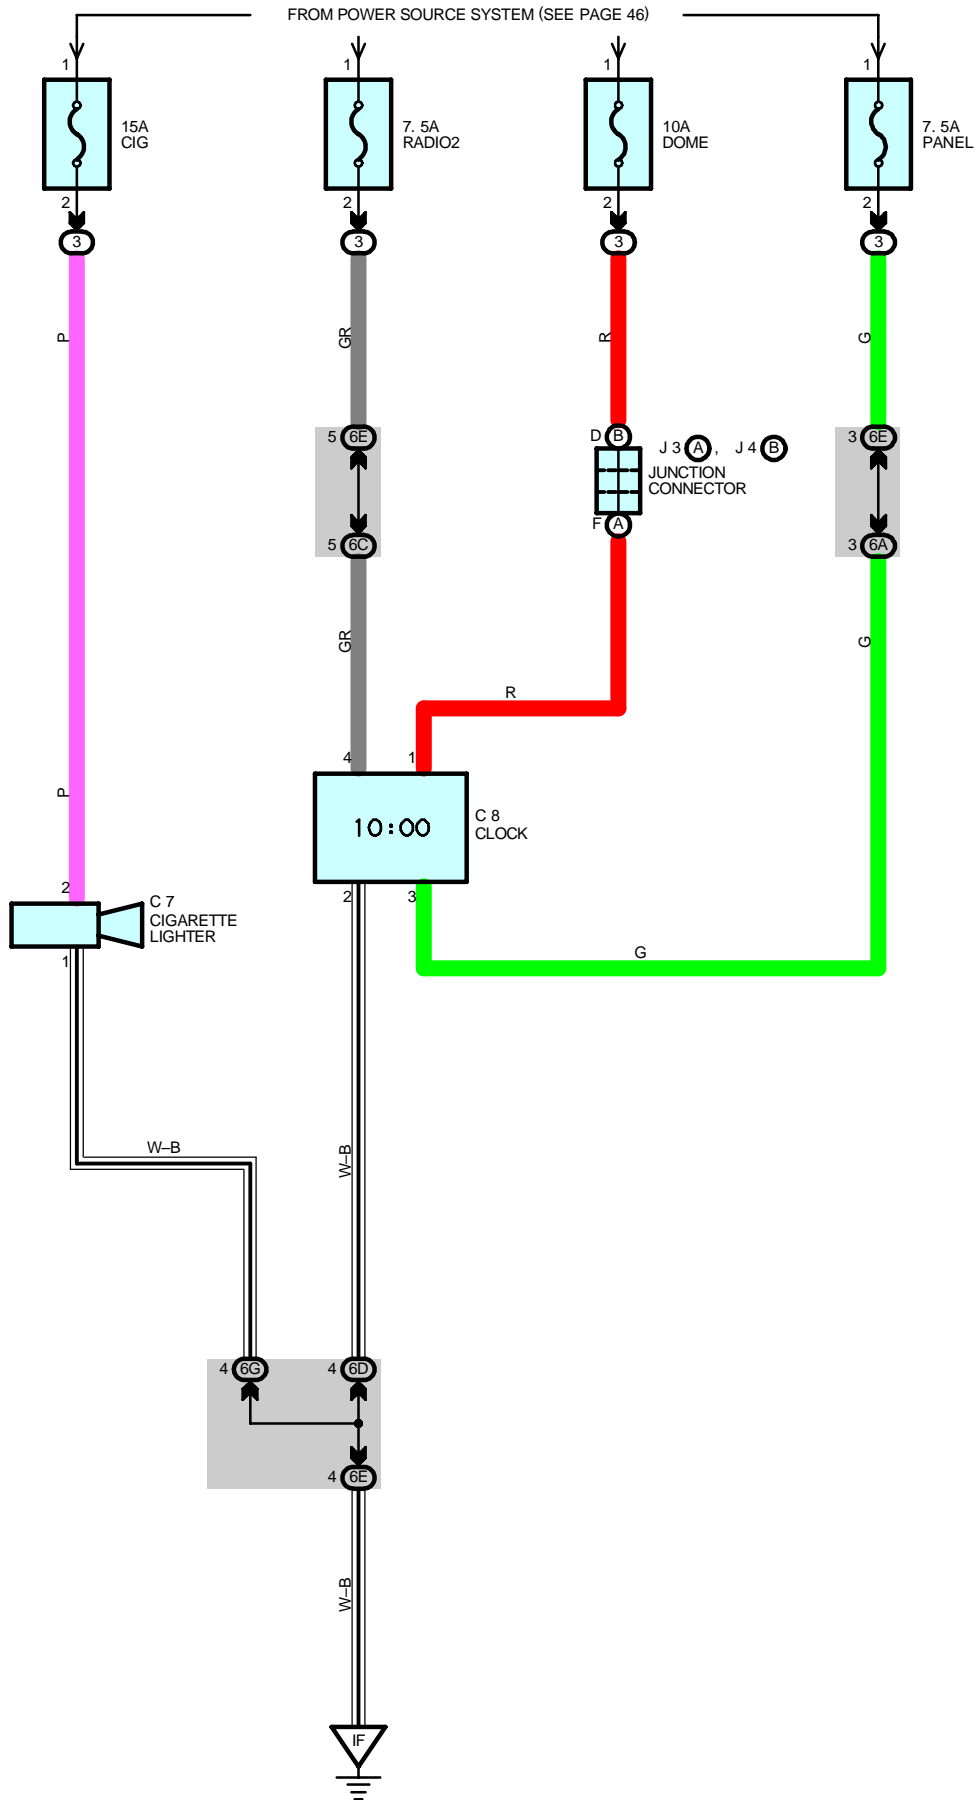 FROM POWER SOURCE SYSTEM (SEE PAGE 46)
1
1
1
1
15A
CIG
7. 5A
RADIO2
10A
DOME
7. 5A
PANEL
2
2
2
2
3
3
3
3
P
GR
R
G
5 6E
D B
J 3 A , J 4 B
JUNCTION
CONNECTOR
3 6E
F A
5 6C
3 6A
GR
G
R
4
1
P
10:00
C 8
CLOCK
2
C 7
CIGARETTE
LIGHTER
2
3
1
G
W–B
W–B
4 6G
4 6D
4 6E
W–B
IF